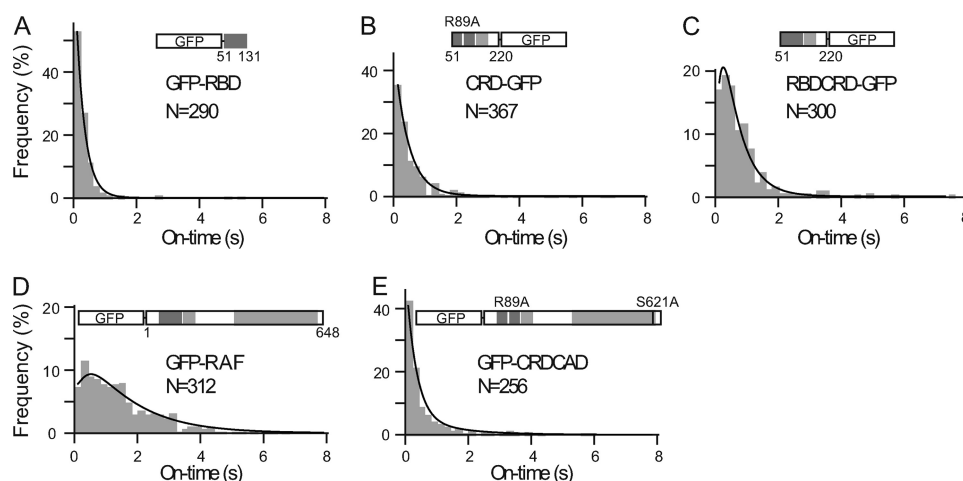 A
Frequency (%)
40
20
0
GFP
51 131
GFP-RBD
N=290
0 2 4 6 8
On-time (s)
B
40
20
0
R89A
GFP
51 220
CRD-GFP
N=367
0 2 4 6 8
On-time (s)
C
20
10
0
GFP
51 220
RBDCRD-GFP
N=300
0 2 4 6 8
On-time (s)
D
Frequency (%)
20
10
0
GFP
1 648
GFP-RAF
N=312
0 2 4 6 8
On-time (s)
E
40
20
0
R89A S621A
GFP
GFP-CRDCAD
N=256
0 2 4 6 8
On-time (s)